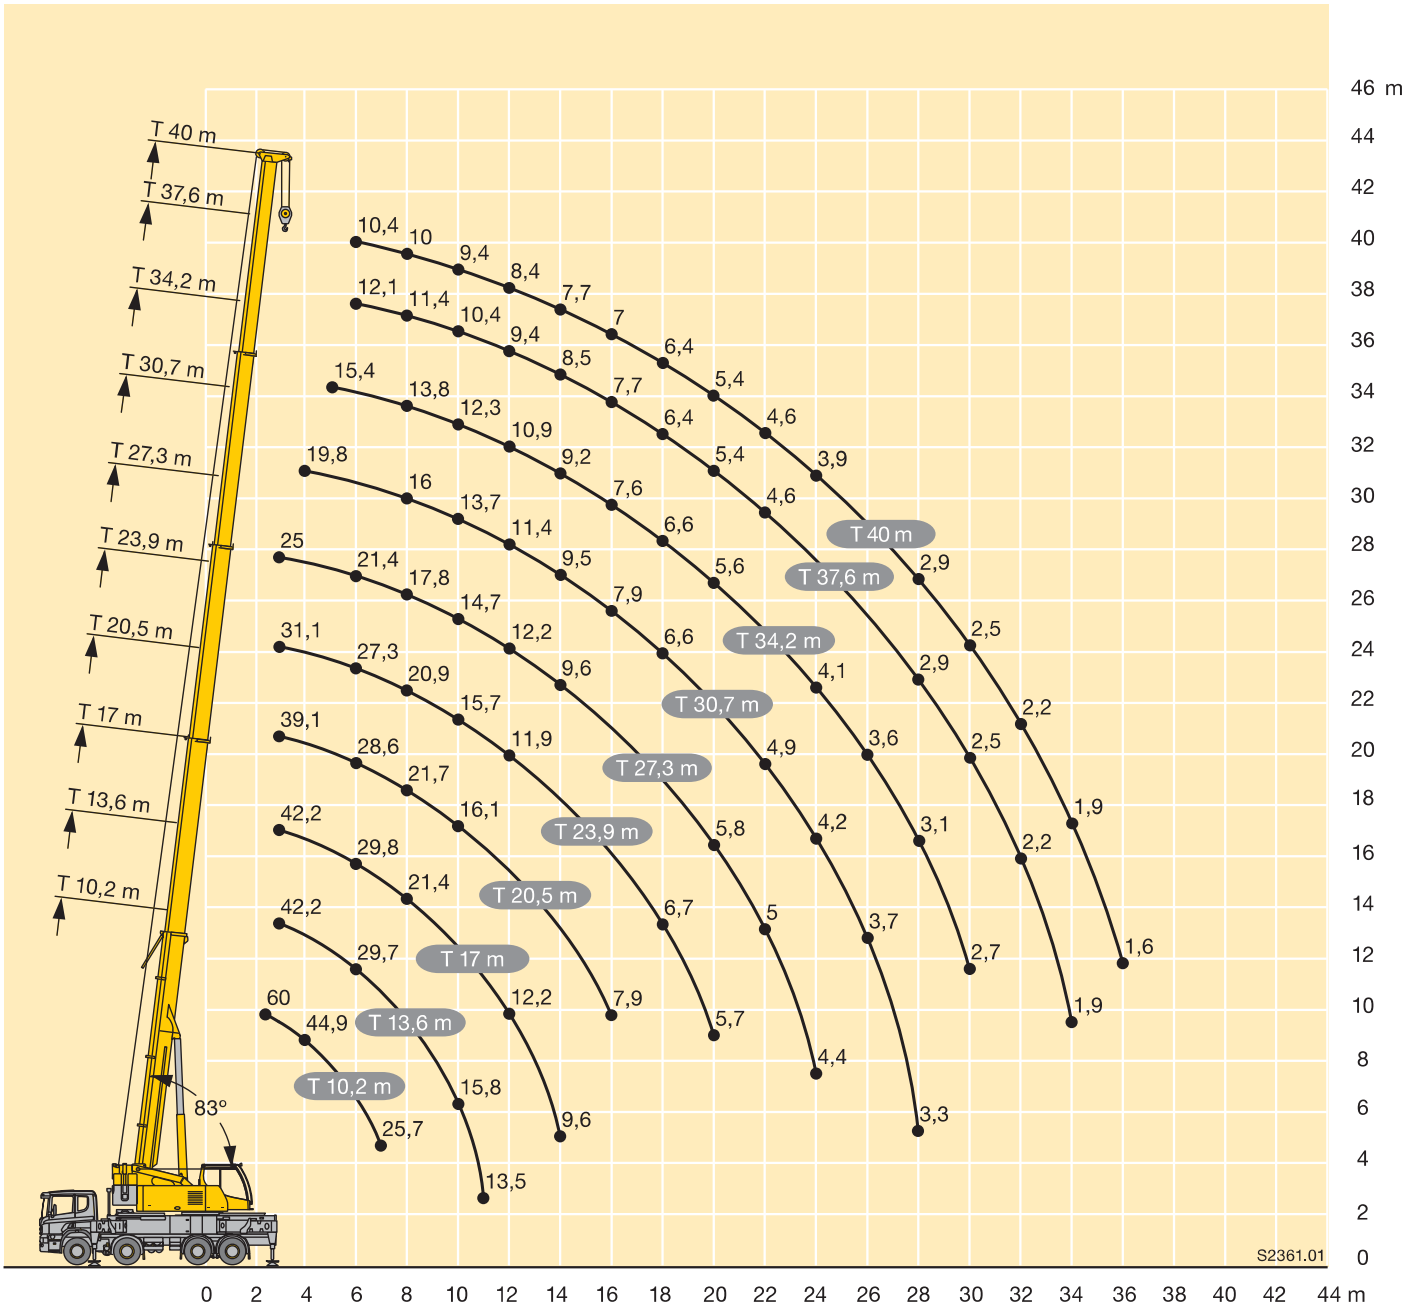 46 m
44
42
40
38
36
34
32
30
28
26
24
22
20
18
16
14
12
10
8
6
4
2
0
T 40 m
T 37,6 m
T 34,2 m
T 30,7 m
T 27,3 m
T 23,9 m
T 20,5 m
T 17 m
T 13,6 m
T 10,2 m
83º
10,4 10 9,4 8,4 7,7 7 6,4 5,4 4,6 3,9 T 40 m 2,9 2,5 2,2 1,9 1,6
12,1 11,4 10,4 9,4 8,5 7,7 6,4 5,4 4,6 T 37,6 m 2,9 2,5 2,2 1,9
15,4 13,8 12,3 10,9 9,2 7,6 6,6 5,6 T 34,2 m 4,1 3,6 3,1 2,7
19,8 16 13,7 11,4 9,5 7,9 6,6 T 30,7 m 4,9 4,2 3,7 3,3
25 21,4 17,8 14,7 12,2 9,6 T 27,3 m 5,8 5 4,4
31,1 27,3 20,9 15,7 11,9 T 23,9 m 6,7 5,7
39,1 28,6 21,7 16,1 T 20,5 m 7,9
42,2 29,8 21,4 T 17 m 12,2 9,6
42,2 29,7 T 13,6 m 15,8 13,5
60 44,9 T 10,2 m 25,7
S2361.01
0 2 4 6 8 10 12 14 16 18 20 22 24 26 28 30 32 34 36 38 40 42 44 m